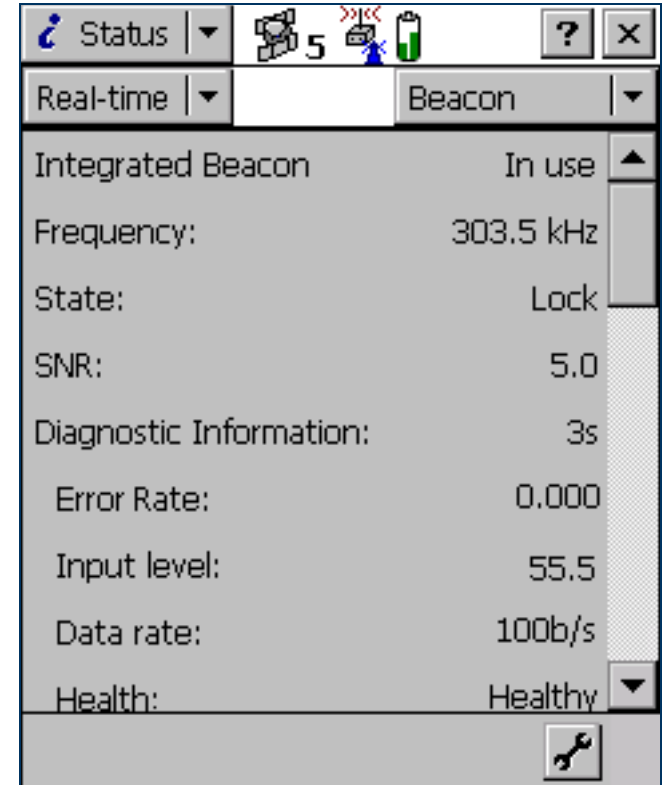 i Status 5 ? ×
Real-time Beacon
Integrated Beacon In use
Frequency: 303.5 kHz
State: Lock
SNR: 5.0
Diagnostic Information: 3s
Error Rate: 0.000
Input level: 55.5
Data rate: 100b/s
Health: Healthy